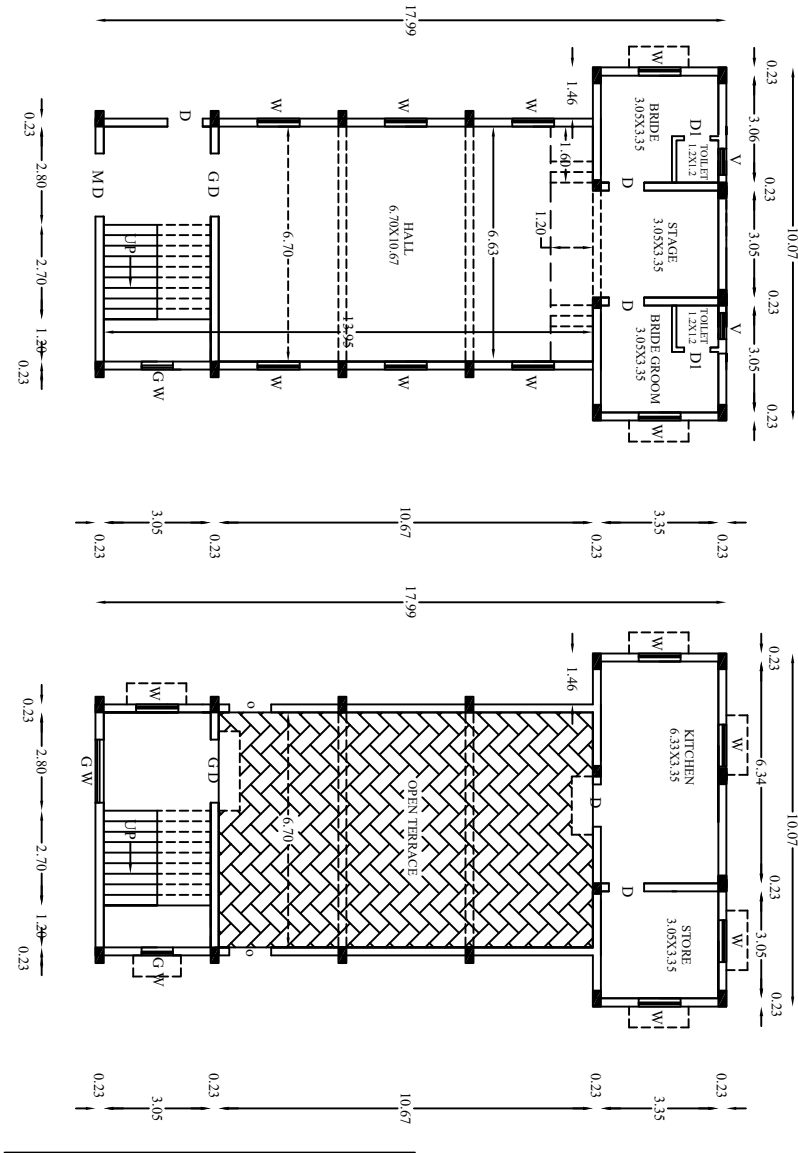 17.99
10.07
0.23
3.06
0.23
3.05
0.23
3.05
0.23
1.46
W
BRIDE
3.05X3.35
D1
TOILET
1.2X1.2
V
D
STAGE
3.05X3.35
D
TOILET
1.2X1.2
D1
V
BRIDE GROOM
3.05X3.35
W
W
W
W
D
1.60
1.20
HALL
6.70X10.67
6.70
6.63
13.95
M D
G D
UP
G W
W
W
W
0.23
2.80
2.70
1.20
0.23
0.23
3.05
0.23
10.67
0.23
3.35
0.23
17.99
10.07
0.23
6.34
0.23
3.05
0.23
1.46
W
KITCHEN
6.33X3.35
W
D
D
STORE
3.05X3.35
W
W
OPEN TERRACE
6.70
o
o
W
G W
G D
UP
G W
0.23
2.80
2.70
1.20
0.23
0.23
3.05
0.23
10.67
0.23
3.35
0.23